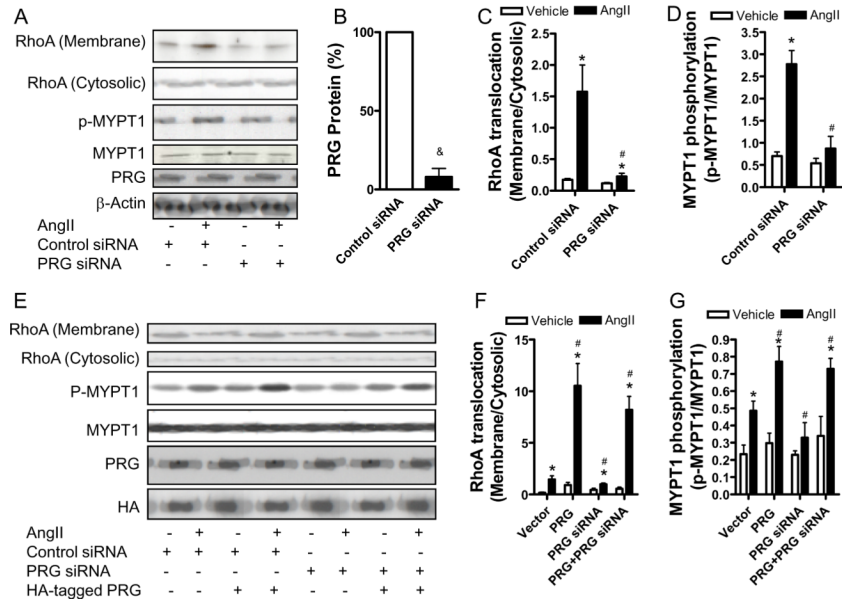 A
RhoA (Membrane)
RhoA (Cytosolic)
p-MYPT1
MYPT1
PRG
β-Actin
AngII - + - +
Control siRNA + + - -
PRG siRNA - - + +
B
PRG Protein (%)
100
50
0
&
Control siRNA
PRG siRNA
C
Vehicle AngII
RhoA translocation
(Membrane/Cytosolic)
2.5
2.0
1.5
1.0
0.5
0.0
*
#
*
Control siRNA
PRG siRNA
D
Vehicle AngII
MYPT1 phosphorylation
(p-MYPT1/MYPT1)
3.5
3.0
2.5
2.0
1.5
1.0
0.5
0.0
*
#
Control siRNA
PRG siRNA
E
RhoA (Membrane)
RhoA (Cytosolic)
P-MYPT1
MYPT1
PRG
HA
AngII - + - + - + - +
Control siRNA + + + + - - - -
PRG siRNA - - - - + + + +
HA-tagged PRG - - + + - - + +
F
Vehicle AngII
RhoA translocation
(Membrane/Cytosolic)
15
10
5
0
*
#
*
#
*
#
*
Vector
PRG
PRG siRNA
PRG+PRG siRNA
G
Vehicle AngII
MYPT1 phosphorylation
(p-MYPT1/MYPT1)
0.9
0.8
0.7
0.6
0.5
0.4
0.3
0.2
0.1
0.0
*
#
*
#
#
*
Vector
PRG
PRG siRNA
PRG+PRG siRNA